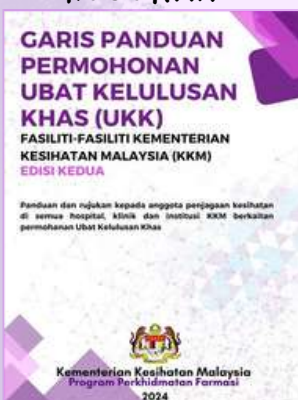 GARIS PANDUAN
PERMOHONAN
UBAT KELULUSAN
KHAS (UKK)
FASILITI-FASILITI KEMENTERIAN
KESIHATAN MALAYSIA (KKM)
EDISI KEDUA
Panduan dan rujukan kepada anggota penjagaan kesihatan
di semua hospital, klinik dan institusi KKM berkaitan
permohonan Ubat Kelulusan Khas
Kementerian Kesihatan Malaysia
Program Perkhidmatan Farmasi
2024